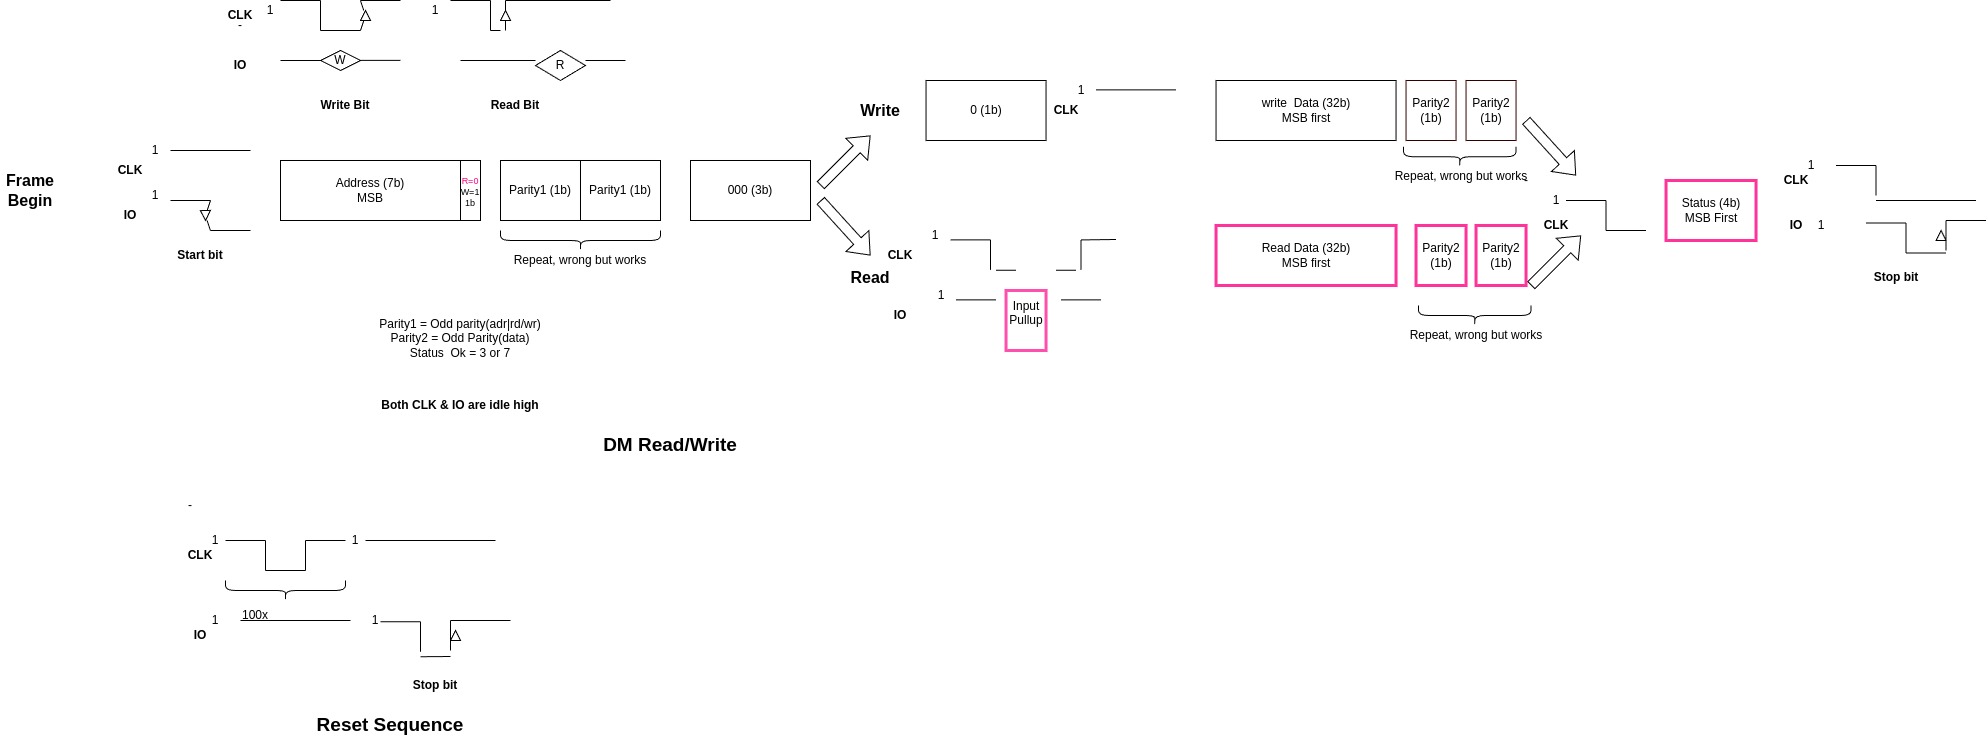 CLK 1 1
-
IO W R
Write Bit Read Bit
Frame
Begin
1
CLK
1
IO
Start bit
Address (7b)
MSB
R=0
W=1
1b
Parity1 (1b) Parity1 (1b)
Repeat, wrong but works
000 (3b)
Write
0 (1b)
1
CLK
write  Data (32b)
MSB first
Parity2
(1b)
Parity2
(1b)
Repeat, wrong but works
-
1
CLK
Read
1
CLK
1
IO
Input
Pullup
Read Data (32b)
MSB first
Parity2
(1b)
Parity2
(1b)
Repeat, wrong but works
1
CLK
Status (4b)
MSB First
1
CLK
IO 1
Stop bit
Parity1 = Odd parity(adr|rd/wr)
Parity2 = Odd Parity(data)
Status  Ok = 3 or 7
Both CLK & IO are idle high
DM Read/Write
-
1 1
CLK
100x
1 1
IO
Stop bit
Reset Sequence